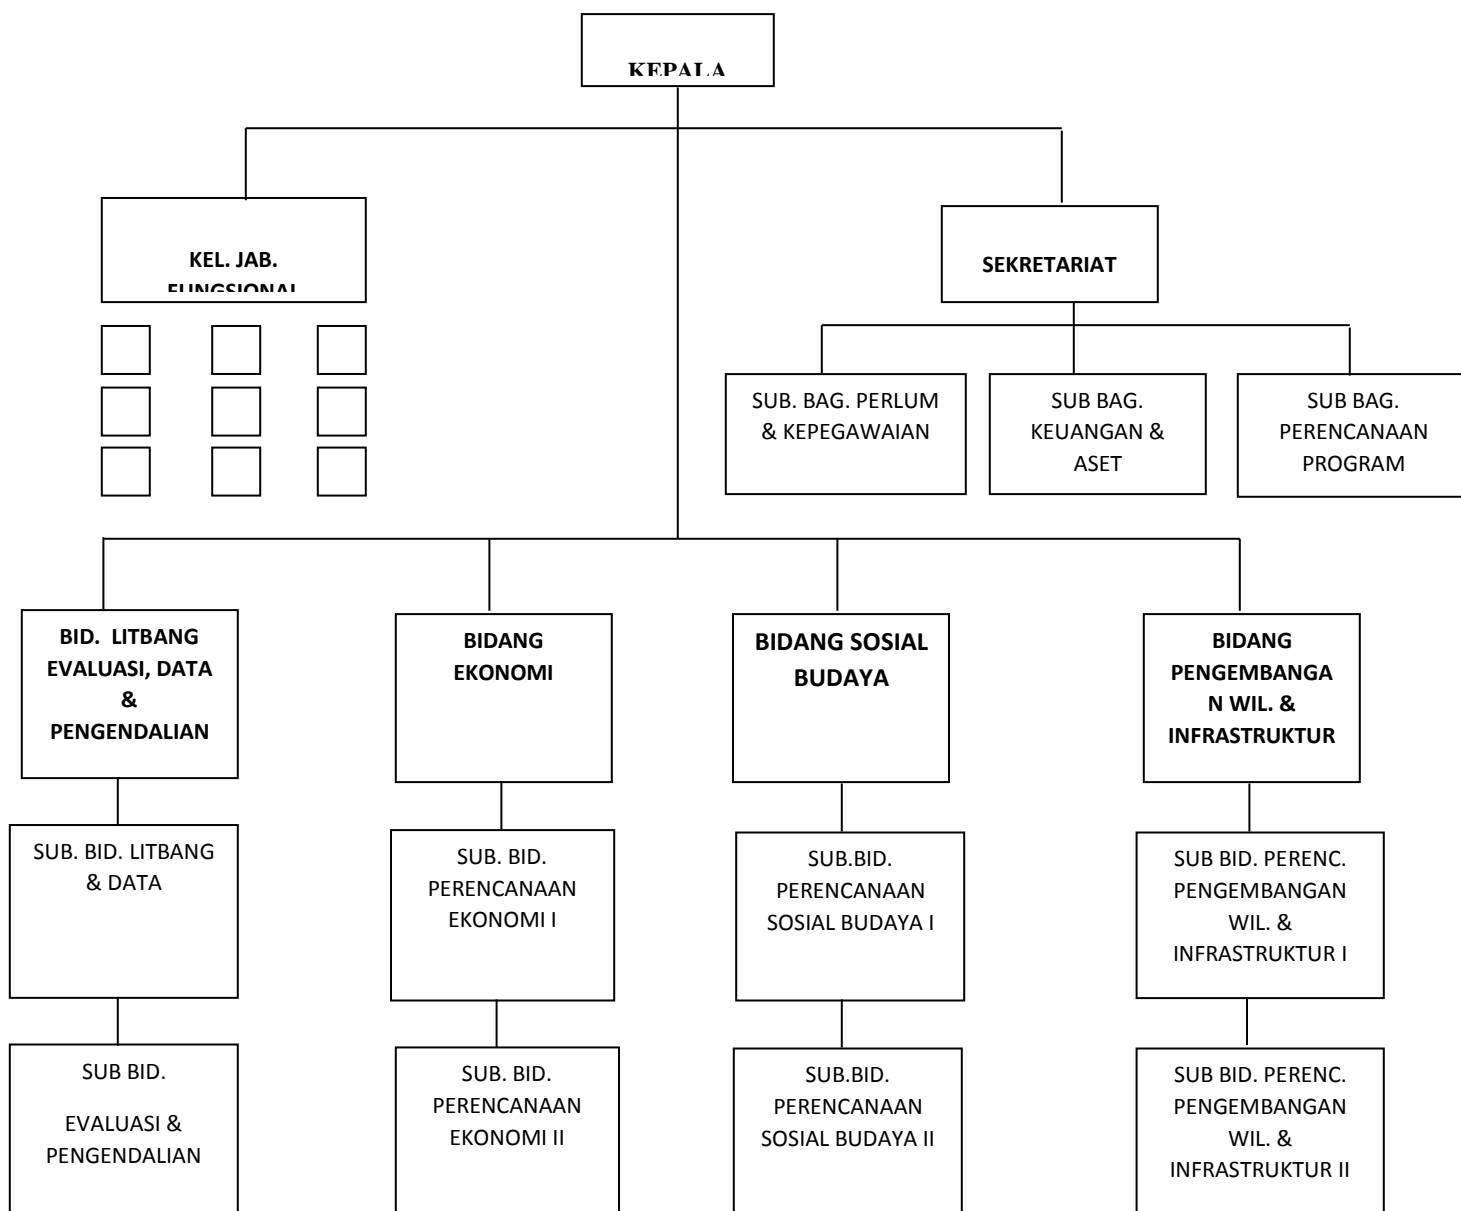 KEPALA
KEL. JAB.
FUNGSIONAL
SEKRETARIAT
SUB. BAG. PERLUM
& KEPEGAWAIAN
SUB BAG.
KEUANGAN &
ASET
SUB BAG.
PERENCANAAN
PROGRAM
BID. LITBANG
EVALUASI, DATA
&
PENGENDALIAN
BIDANG
EKONOMI
BIDANG SOSIAL
BUDAYA
BIDANG
PENGEMBANGA
N WIL. &
INFRASTRUKTUR
SUB. BID. LITBANG
& DATA
SUB. BID.
PERENCANAAN
EKONOMI I
SUB.BID.
PERENCANAAN
SOSIAL BUDAYA I
SUB BID. PERENC.
PENGEMBANGAN
WIL. &
INFRASTRUKTUR I
SUB BID.
EVALUASI &
PENGENDALIAN
SUB. BID.
PERENCANAAN
EKONOMI II
SUB.BID.
PERENCANAAN
SOSIAL BUDAYA II
SUB BID. PERENC.
PENGEMBANGAN
WIL. &
INFRASTRUKTUR II